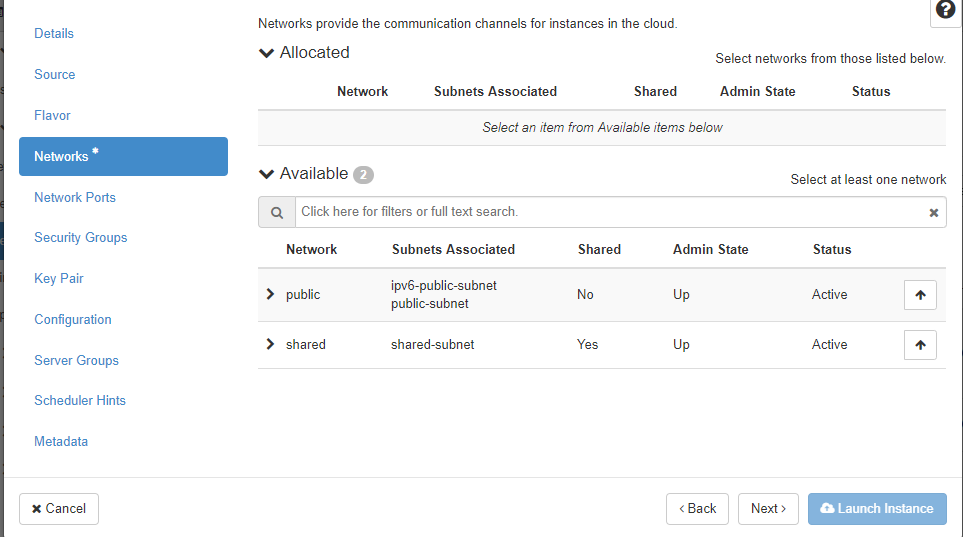 Networks provide the communication channels for instances in the cloud.
?
Details
Source
Flavor
Networks *
Network Ports
Security Groups
Key Pair
Configuration
Server Groups
Scheduler Hints
Metadata
Allocated
Select networks from those listed below.
Network Subnets Associated Shared Admin State Status
Select an item from Available items below
Available 2
Select at least one network
Click here for filters or full text search.
Network Subnets Associated Shared Admin State Status
public ipv6-public-subnet No Up Active
public-subnet
shared shared-subnet Yes Up Active
Cancel
Back
Next
Launch Instance